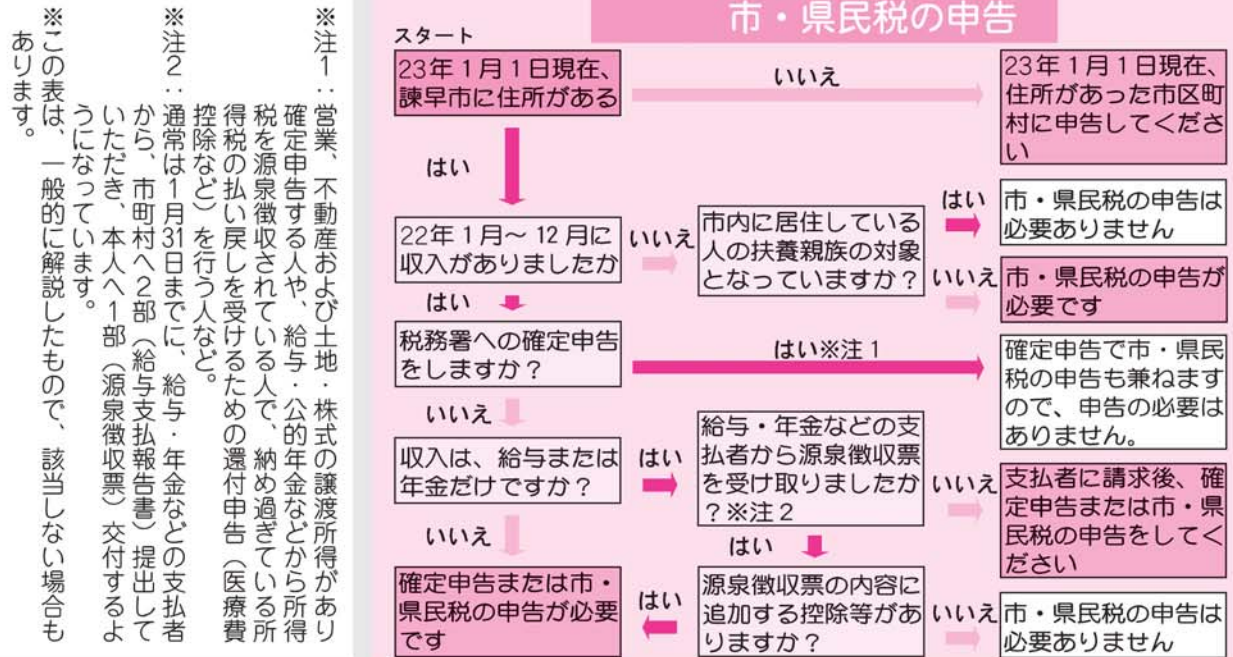 市・県民税の申告
スタート
23年1月1日現在、
諫早市に住所がある
いいえ
23年1月1日現在、
住所があった市区町
村に申告してくださ
い
はい
22年1月~12月に
収入がありましたか
いいえ
市内に居住している
人の扶養親族の対象
となっていますか?
はい
市・県民税の申告は
必要ありません
いいえ
市・県民税の申告が
必要です
はい
税務署への確定申告
をしますか?
はい※注1
確定申告で市・県民
税の申告も兼ねます
ので、申告の必要は
ありません。
いいえ
収入は、給与または
年金だけですか?
はい
給与・年金などの支
払者から源泉徴収票
を受け取りましたか
?※注2
いいえ
支払者に請求後、確
定申告または市・県
民税の申告をしてく
ださい
いいえ
はい
確定申告または市・
県民税の申告が必要
です
はい
源泉徴収票の内容に
追加する控除等があ
りますか?
いいえ
市・県民税の申告は
必要ありません
※注1:営業、不動産および土地・株式の譲渡所得があり
確定申告する人や、給与・公的年金などから所得
税を源泉徴収されている人で、納め過ぎている所
得税の払い戻しを受けるための還付申告(医療費
控除など)を行う人など。
※注2:通常は1月31日までに、給与・年金などの支払者
から、市町村へ2部(給与支払報告書)提出して
いただき、本人へ1部(源泉徴収票)交付するよ
うになっています。
※この表は、一般的に解説したもので、該当しない場合も
あります。